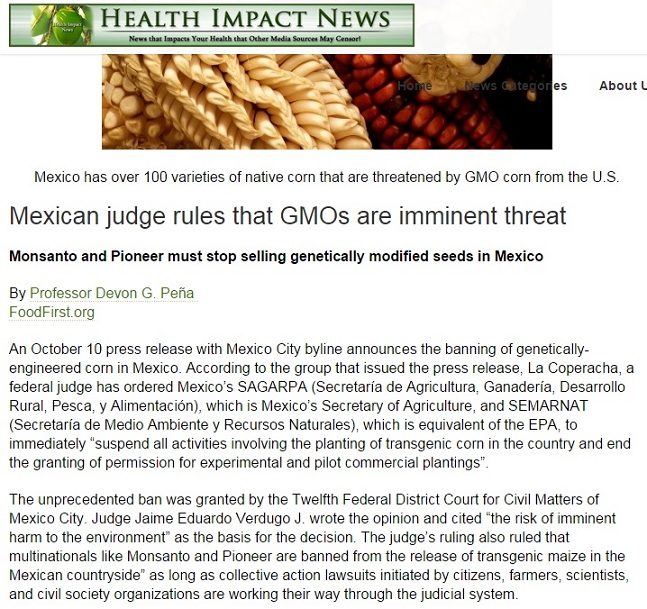 HEALTH IMPACT NEWS
News that Impacts Your Health that Other Media Sources May Censor!
Home News Categories About U
Mexico has over 100 varieties of native corn that are threatened by GMO corn from the U.S.
Mexican judge rules that GMOs are imminent threat
Monsanto and Pioneer must stop selling genetically modified seeds in Mexico
By Professor Devon G. Peña
FoodFirst.org
An October 10 press release with Mexico City byline announces the banning of genetically-
engineered corn in Mexico. According to the group that issued the press release, La Coperacha, a
federal judge has ordered Mexico’s SAGARPA (Secretaría de Agricultura, Ganadería, Desarrollo
Rural, Pesca, y Alimentación), which is Mexico’s Secretary of Agriculture, and SEMARNAT
(Secretaría de Medio Ambiente y Recursos Naturales), which is equivalent of the EPA, to
immediately “suspend all activities involving the planting of transgenic corn in the country and end
the granting of permission for experimental and pilot commercial plantings”.
The unprecedented ban was granted by the Twelfth Federal District Court for Civil Matters of
Mexico City. Judge Jaime Eduardo Verdugo J. wrote the opinion and cited “the risk of imminent
harm to the environment” as the basis for the decision. The judge’s ruling also ruled that
multinationals like Monsanto and Pioneer are banned from the release of transgenic maize in the
Mexican countryside” as long as collective action lawsuits initiated by citizens, farmers, scientists,
and civil society organizations are working their way through the judicial system.